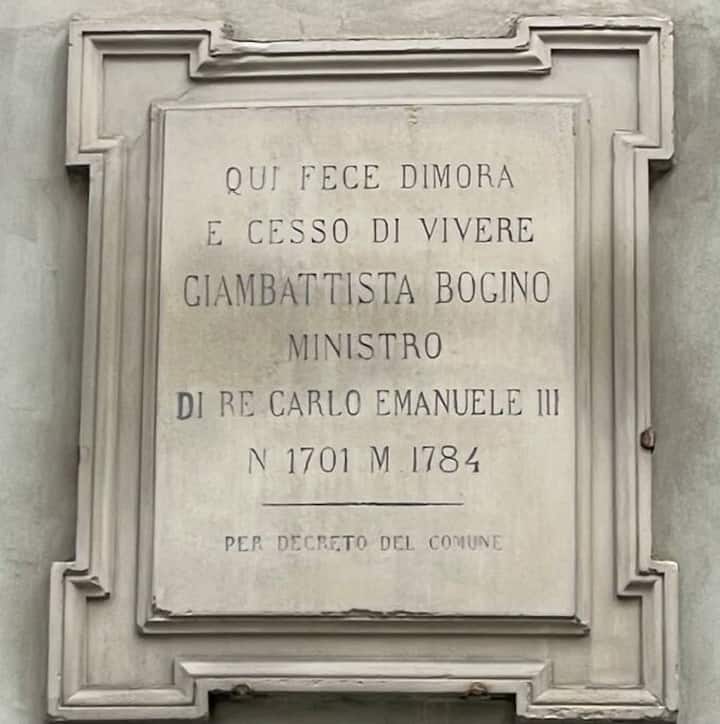 QUI FECE DIMORA
E CESSO DI VIVERE
GIAMBATTISTA BOGINO
MINISTRO
DI RE CARLO EMANUELE III
N 1701 M 1784
PER DECRETO DEL COMUNE